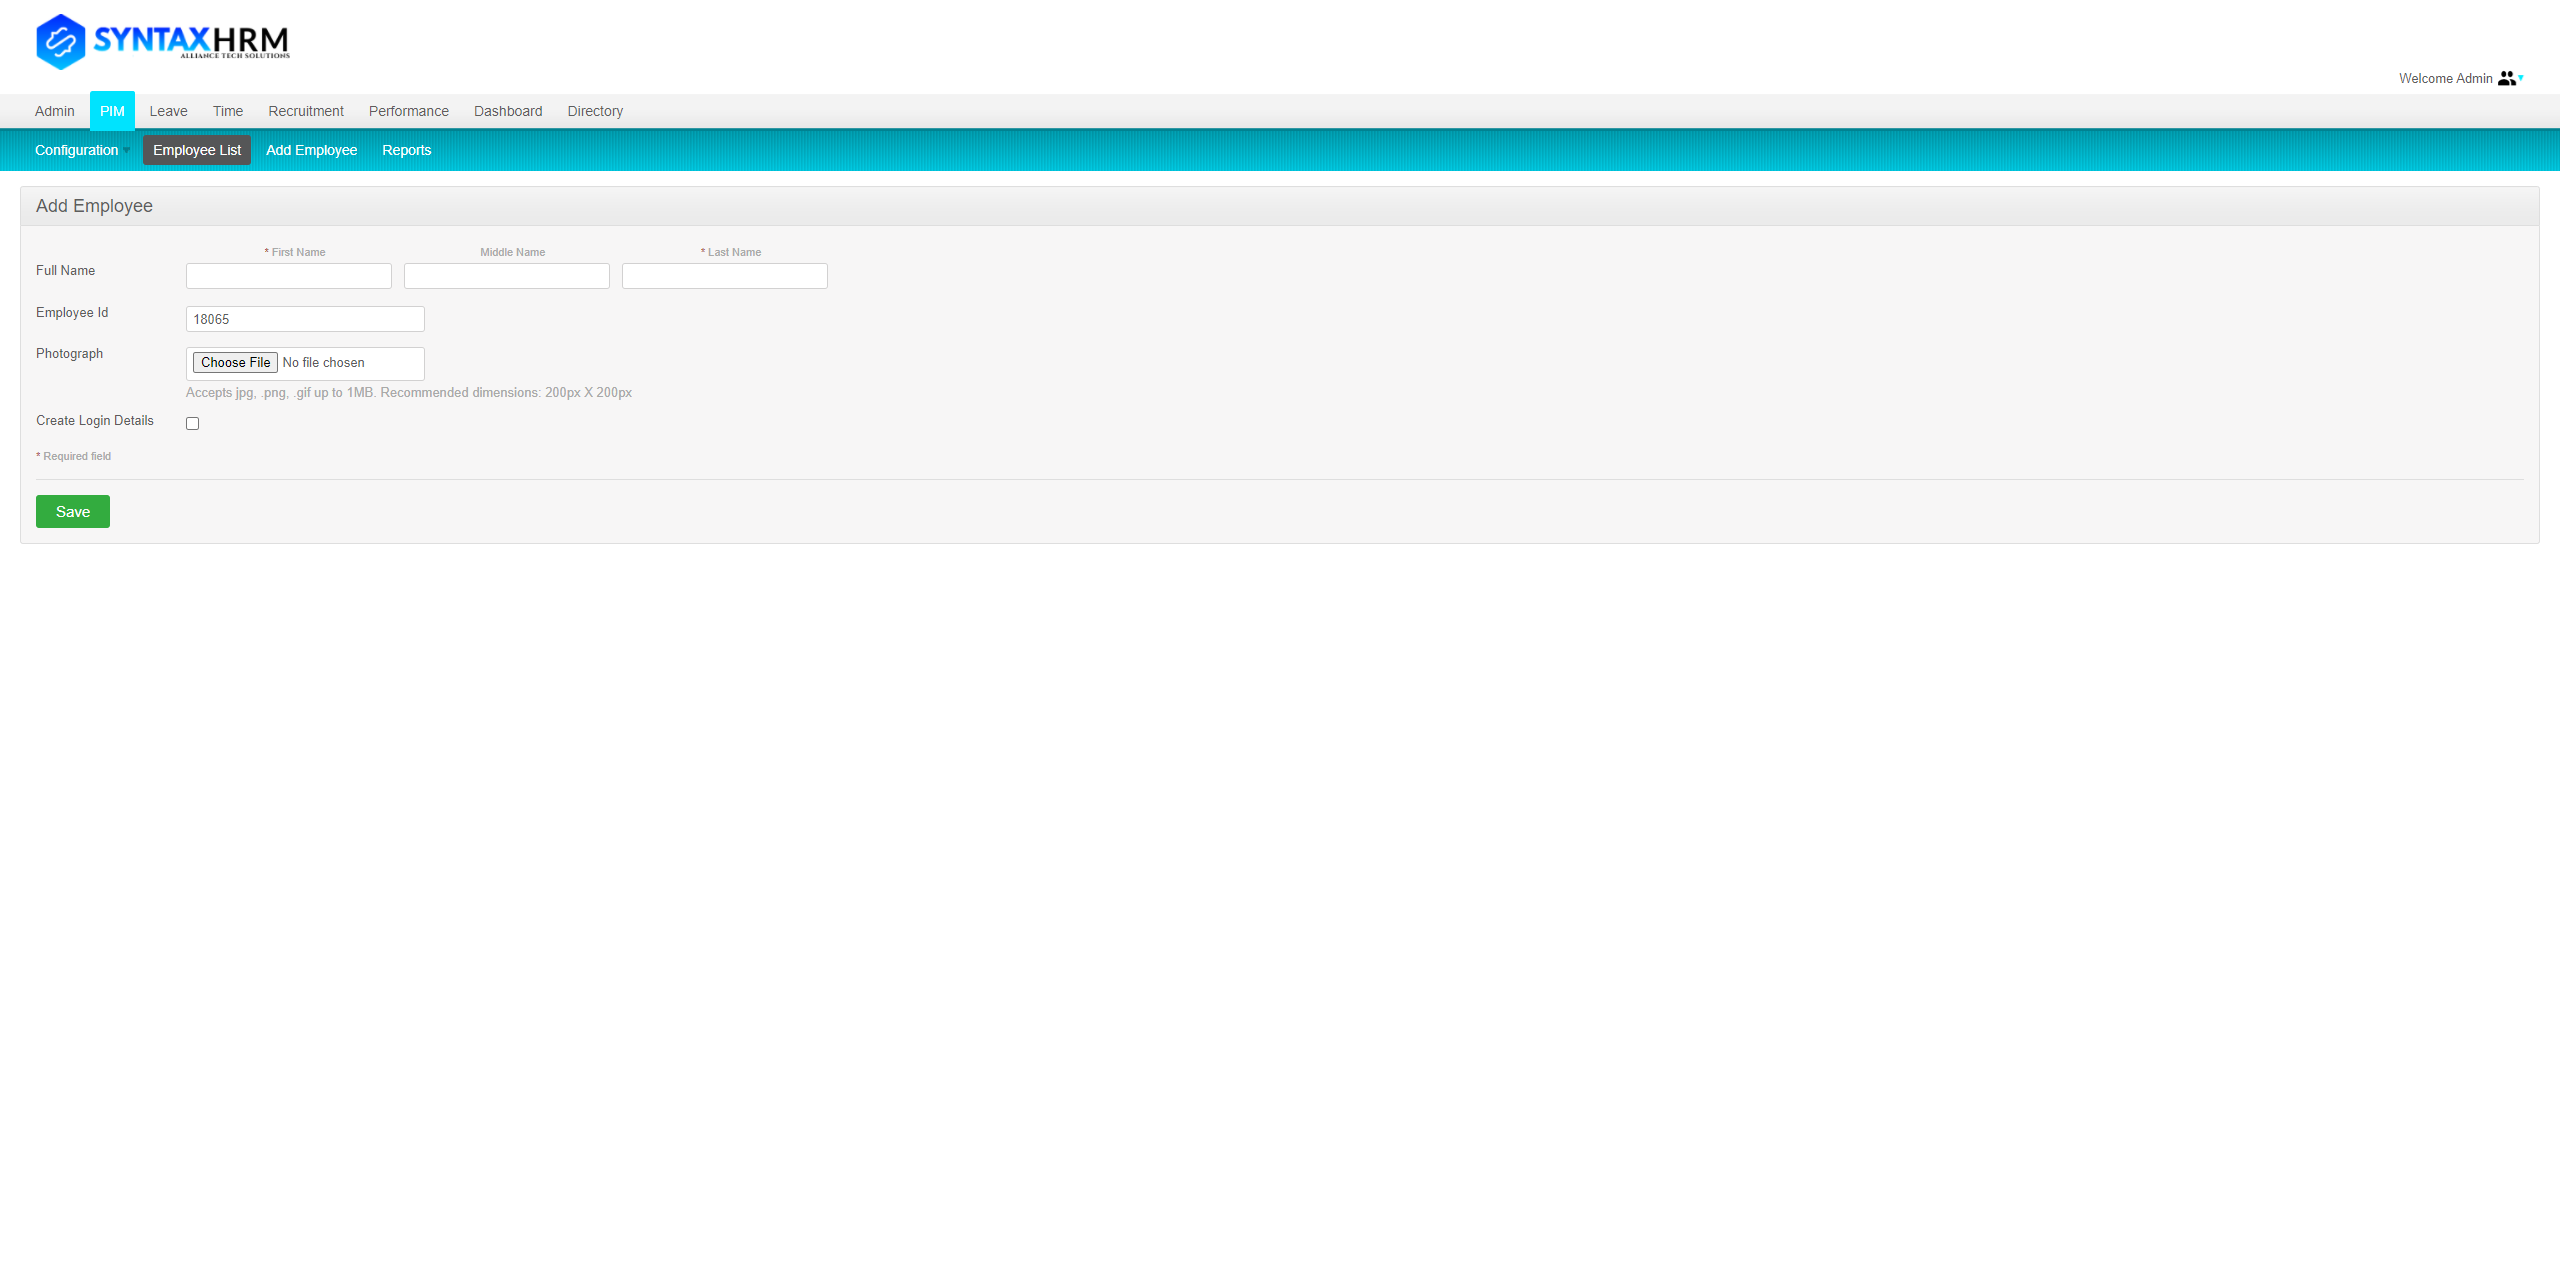 SYNTAXHRM
ALLIANCE TECH SOLUTIONS
Welcome Admin
Admin PIM Leave Time Recruitment Performance Dashboard Directory
Configuration Employee List Add Employee Reports
Add Employee
* First Name Middle Name * Last Name
Full Name
Employee Id 18065
Photograph Choose File No file chosen
Accepts jpg, .png, .gif up to 1MB. Recommended dimensions: 200px X 200px
Create Login Details
* Required field
Save